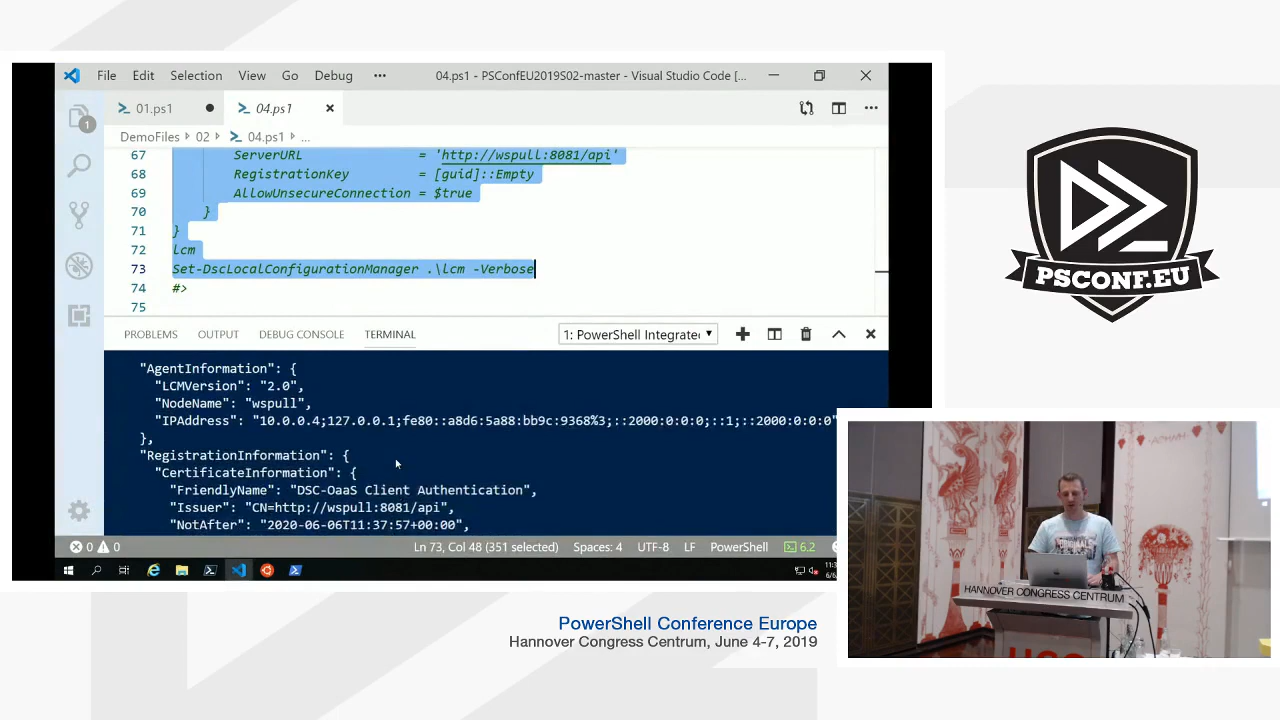 File Edit Selection View Go Debug ••• 04.ps1 - PSConfEU2019S02-master - Visual Studio Code [...
01.ps1 04.ps1
DemoFiles > 02 > 04.ps1 > ...
67 ServerURL = 'http://wspull:8081/api'
68 RegistrationKey = [guid]::Empty
69 AllowUnsecureConnection = $true
70 }
71 }
72 lcm
73 Set-DscLocalConfigurationManager .\lcm -Verbose
74 #>
75
1
PROBLEMS OUTPUT DEBUG CONSOLE TERMINAL 1: PowerShell Integrate
"AgentInformation": {
"LCMVersion": "2.0",
"NodeName": "wspull",
"IPAddress": "10.0.0.4;127.0.0.1;fe80::a8d6:5a88:bb9c:9368%3;::2000:0:0:0;::1;::2000:0:0:0"
},
"RegistrationInformation": {
"CertificateInformation": {
"FriendlyName": "DSC-OaaS Client Authentication",
"Issuer": "CN=http://wspull:8081/api",
"NotAfter": "2020-06-06T11:37:57+00:00",
0 0 Ln 73, Col 48 (351 selected) Spaces: 4 UTF-8 LF PowerShell 6.2
11:3
6/6
PSCONF.EU
HANNOVER CONGRESS CENTRUM
PowerShell Conference Europe
Hannover Congress Centrum, June 4-7, 2019